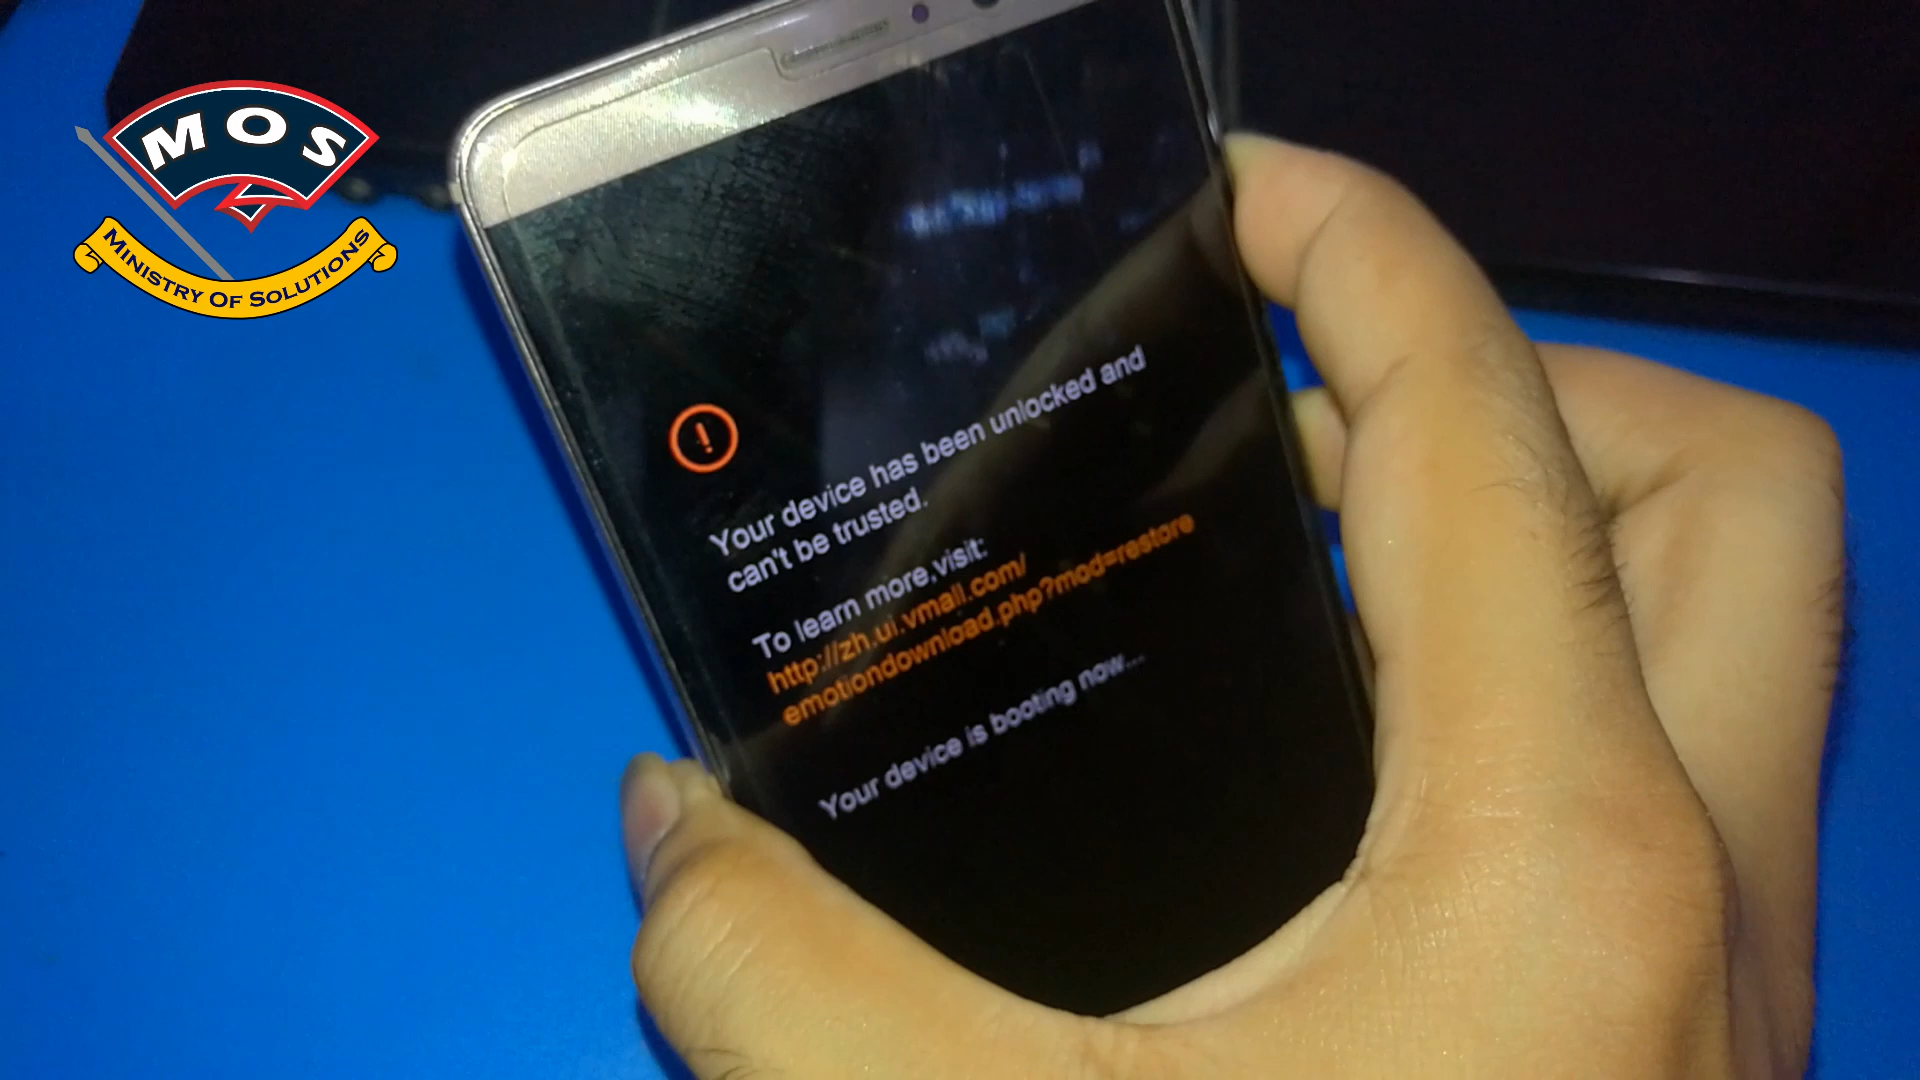 MOS
MINISTRY OF SOLUTIONS
Your device has been unlocked and
can't be trusted.
To learn more,visit:
http://zh.ui.vmall.com/
emotiondownload.php?mod=restore
Your device is booting now...